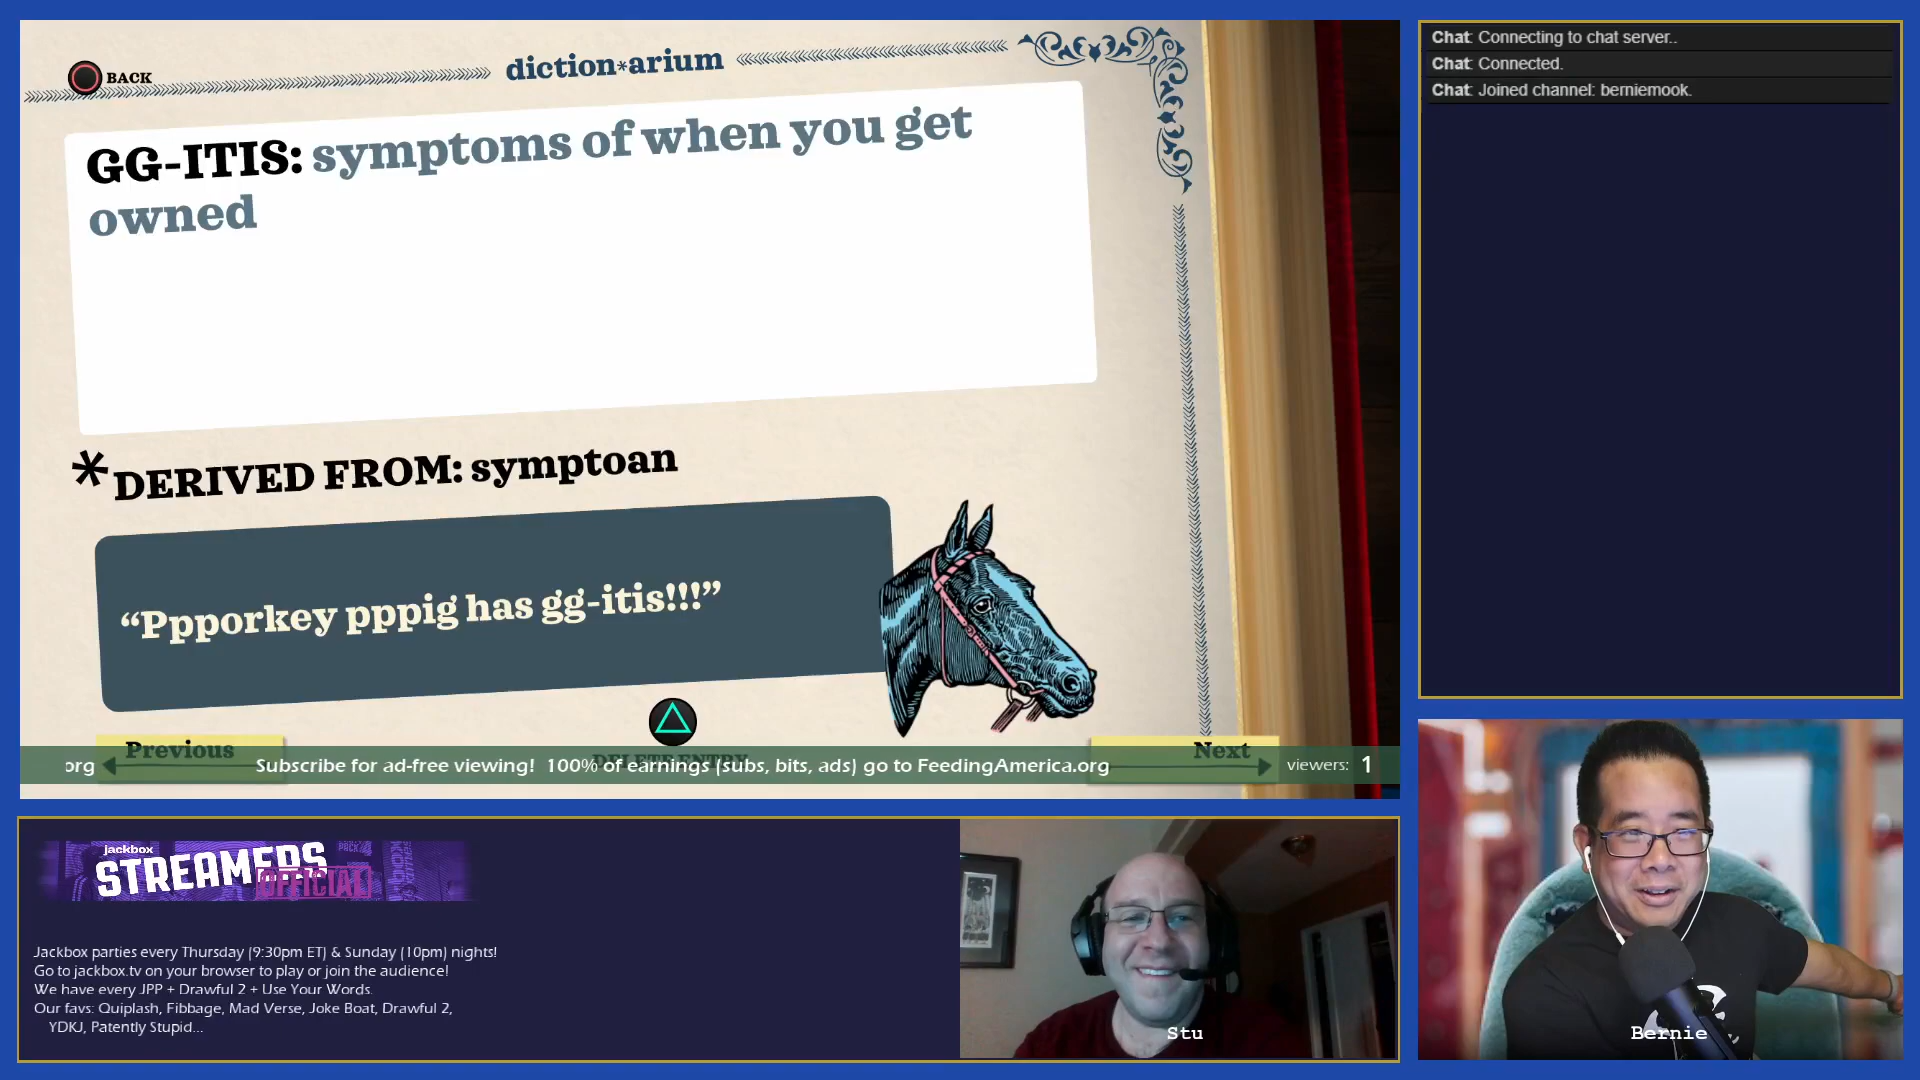 BACK
diction*arium
GG-ITIS: symptoms of when you get
owned
*DERIVED FROM: symptoan
“Ppporkey pppig has gg-itis!!!”
Previous
DELETE ENTRY
Next
org
Subscribe for ad-free viewing!  100% of earnings (subs, bits, ads) go to FeedingAmerica.org
viewers: 1
Chat: Connecting to chat server..
Chat: Connected.
Chat: Joined channel: berniemook.
jackbox
STREAMERS
OFFICIAL
Jackbox parties every Thursday (9:30pm ET) & Sunday (10pm) nights!
Go to jackbox.tv on your browser to play or join the audience!
We have every JPP + Drawful 2 + Use Your Words.
Our favs: Quiplash, Fibbage, Mad Verse, Joke Boat, Drawful 2,
YDKJ, Patently Stupid...
Stu
Bernie